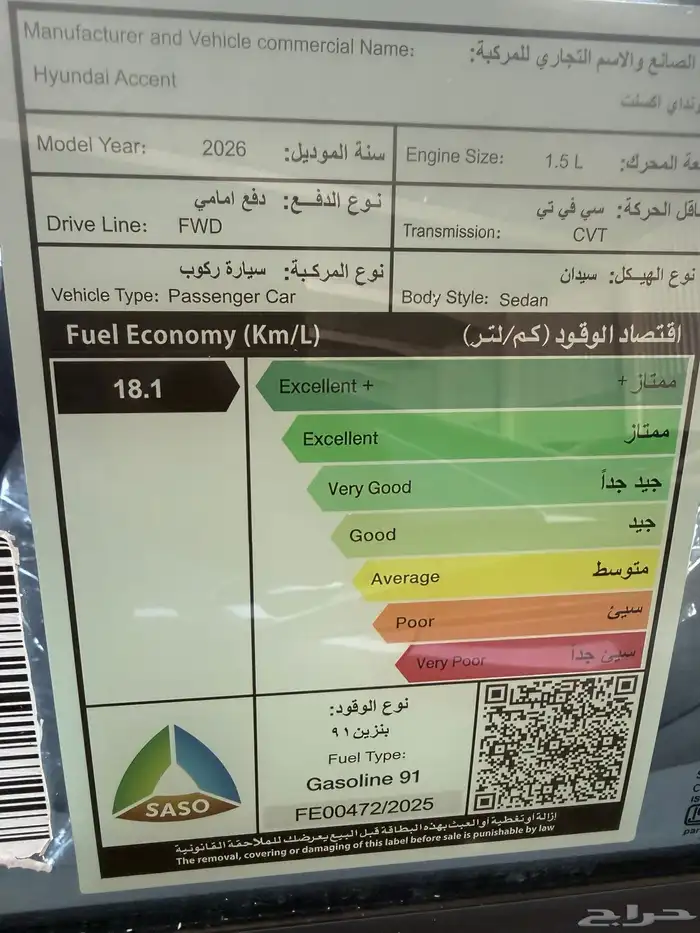 Manufacturer and Vehicle commercial Name: الصانع والاسم التجاري للمركبة:
Hyundai Accent اكسنت
Model Year: 2026 سنة الموديل:
Engine Size: 1.5 L المحرك:
نوع الدفع: دفع امامي
Drive Line: FWD
الحركة: سي في تي
Transmission: CVT
نوع المركبة: سيارة ركوب
Vehicle Type: Passenger Car
نوع الهيكل: سيدان
Body Style: Sedan
Fuel Economy (Km/L) اقتصاد الوقود (كم/لتر)
18.1
Excellent + ممتاز +
Excellent ممتاز
Very Good جيد جداً
Good جيد
Average متوسط
Poor سيئ
Very Poor سيئ جداً
SASO
نوع الوقود:
بنزين ٩١
Fuel Type:
Gasoline 91
FE00472/2025
إزالة أو تغطية أو العبث بهذه البطاقة قبل البيع يعرضك للملاحقة القانونية
The removal, covering or damaging of this label before sale is punishable by law
حراج